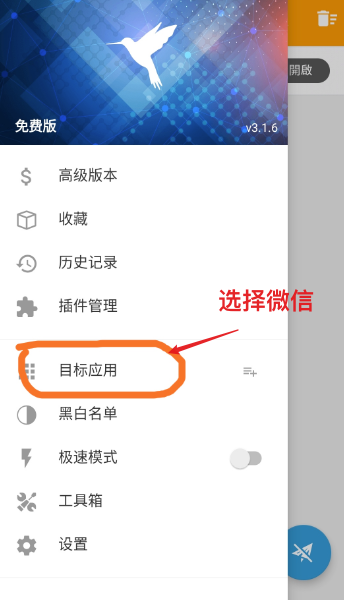 免费版
v3.1.6
開啟
高级版本
收藏
历史记录
插件管理
选择微信
目标应用
黑白名单
极速模式
工具箱
设置